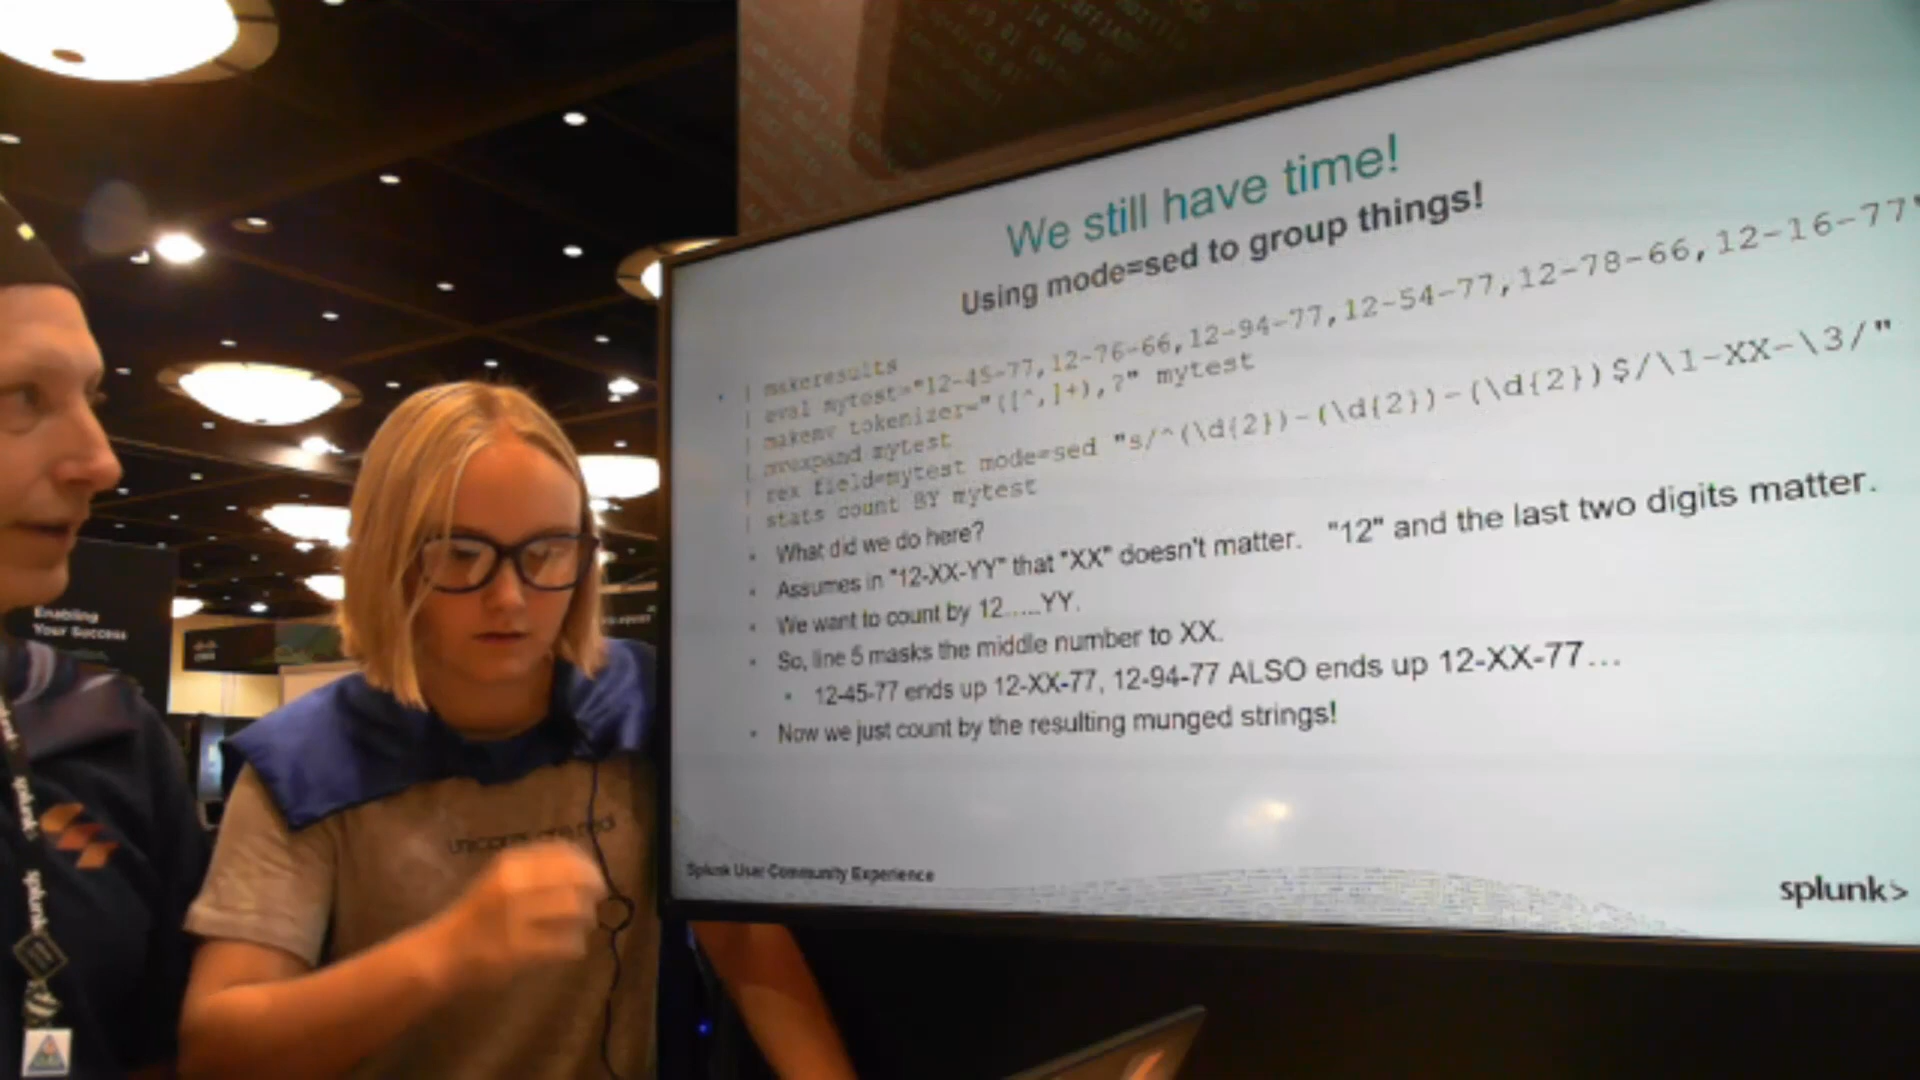 We still have time!
Using mode=sed to group things!
| makeresults
| eval mytest="12-45-77,12-76-66,12-94-77,12-54-77,12-78-66,12-16-77"
| makemv tokenizer="([^,]+),?" mytest
| mvexpand mytest
| rex field=mytest mode=sed "s/^(\d{2})-(\d{2})-(\d{2})$/\1-XX-\3/"
| stats count BY mytest
• What did we do here?
• Assumes in "12-XX-YY" that "XX" doesn't matter. "12" and the last two digits matter.
• We want to count by 12.....YY.
• So, line 5 masks the middle number to XX.
• 12-45-77 ends up 12-XX-77, 12-94-77 ALSO ends up 12-XX-77...
• Now we just count by the resulting munged strings!
Splunk User Community Experience
splunk>
Enabling
Your Success
splunk
splunk